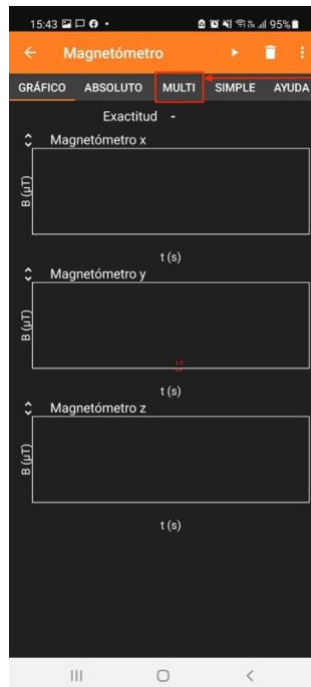 15:43 95%
Magnetómetro
GRÁFICO ABSOLUTO MULTI SIMPLE AYUDA
Exactitud -
Magnetómetro x
B (µT)
t (s)
Magnetómetro y
B (µT)
t (s)
Magnetómetro z
B (µT)
t (s)